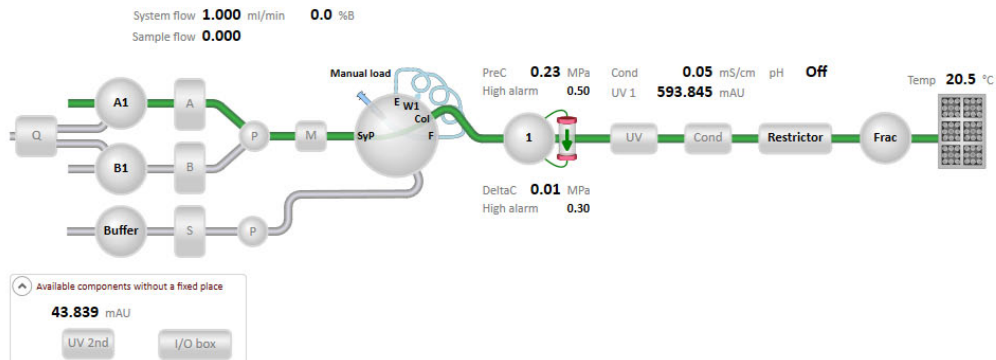 System flow 1.000 ml/min 0.0 %B
Sample flow 0.000
Manual load
PreC 0.23 MPa
High alarm 0.50
Cond 0.05 mS/cm pH Off
UV 1 593.845 mAU
Temp 20.5 °C
A1 A
E W1
Col
Q P M SyP F
1 UV Cond Restrictor Frac
B1 B
DeltaC 0.01 MPa
High alarm 0.30
Buffer S P
Available components without a fixed place
43.839 mAU
UV 2nd I/O box